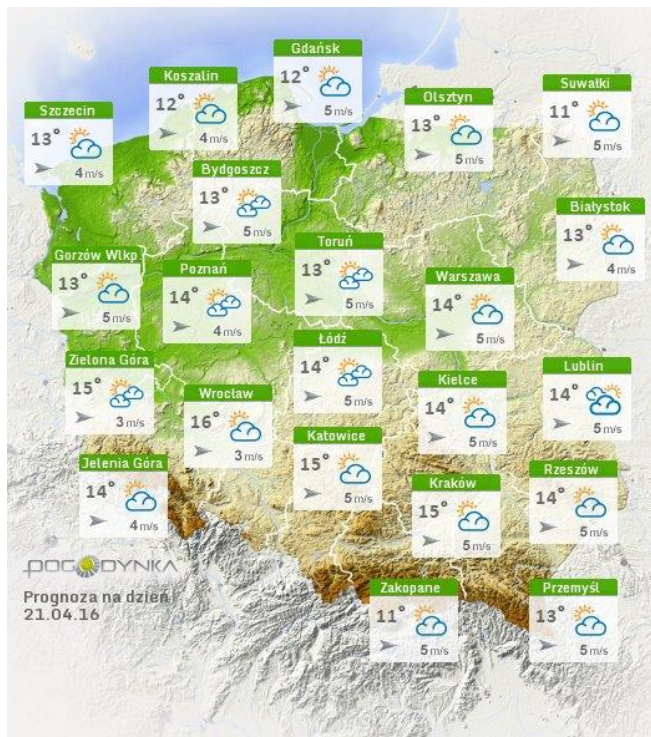 Gdańsk
12°
5 m/s
Koszalin
12°
4 m/s
Suwałki
11°
5 m/s
Olsztyn
13°
5 m/s
Szczecin
13°
4 m/s
Bydgoszcz
13°
5 m/s
Białystok
13°
4 m/s
Toruń
13°
5 m/s
Gorzów Wlkp
13°
5 m/s
Poznań
14°
4 m/s
Warszawa
14°
5 m/s
Łódź
14°
5 m/s
Zielona Góra
15°
3 m/s
Lublin
14°
5 m/s
Kielce
14°
5 m/s
Wrocław
16°
3 m/s
Katowice
15°
5 m/s
Jelenia Góra
14°
4 m/s
Rzeszów
14°
5 m/s
Kraków
15°
5 m/s
POGODYNKA
Prognoza na dzień
21.04.16
Zakopane
11°
5 m/s
Przemyśl
13°
5 m/s